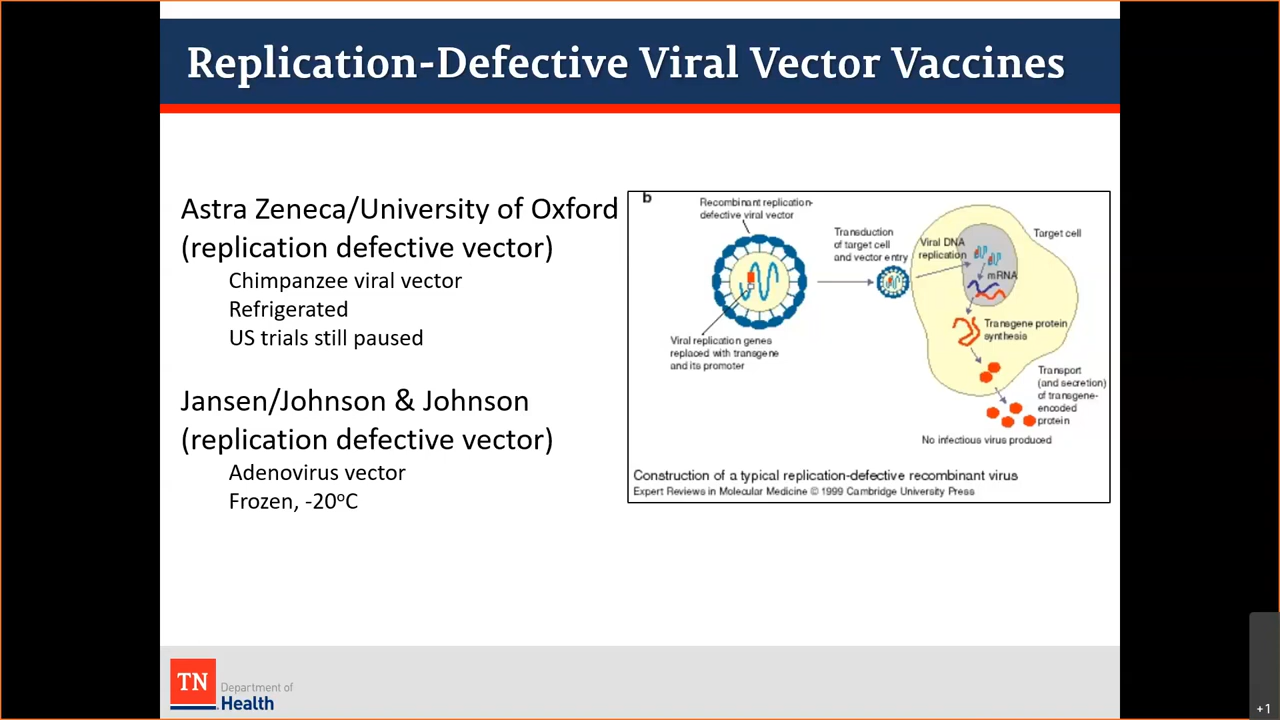 Replication-Defective Viral Vector Vaccines
Astra Zeneca/University of Oxford
(replication defective vector)
Chimpanzee viral vector
Refrigerated
US trials still paused
Jansen/Johnson & Johnson
(replication defective vector)
Adenovirus vector
Frozen, -20ºC
b
Recombinant replication-
defective viral vector
Transduction
of target cell
and vector entry
Viral DNA
replication
Target cell
mRNA
Transgene protein
synthesis
Viral replication genes
replaced with transgene
and its promoter
Transport
(and secretion)
of transgene-
encoded
protein
No infectious virus produced
Construction of a typical replication-defective recombinant virus
Expert Reviews in Molecular Medicine © 1999 Cambridge University Press
TN
Department of
Health
+1